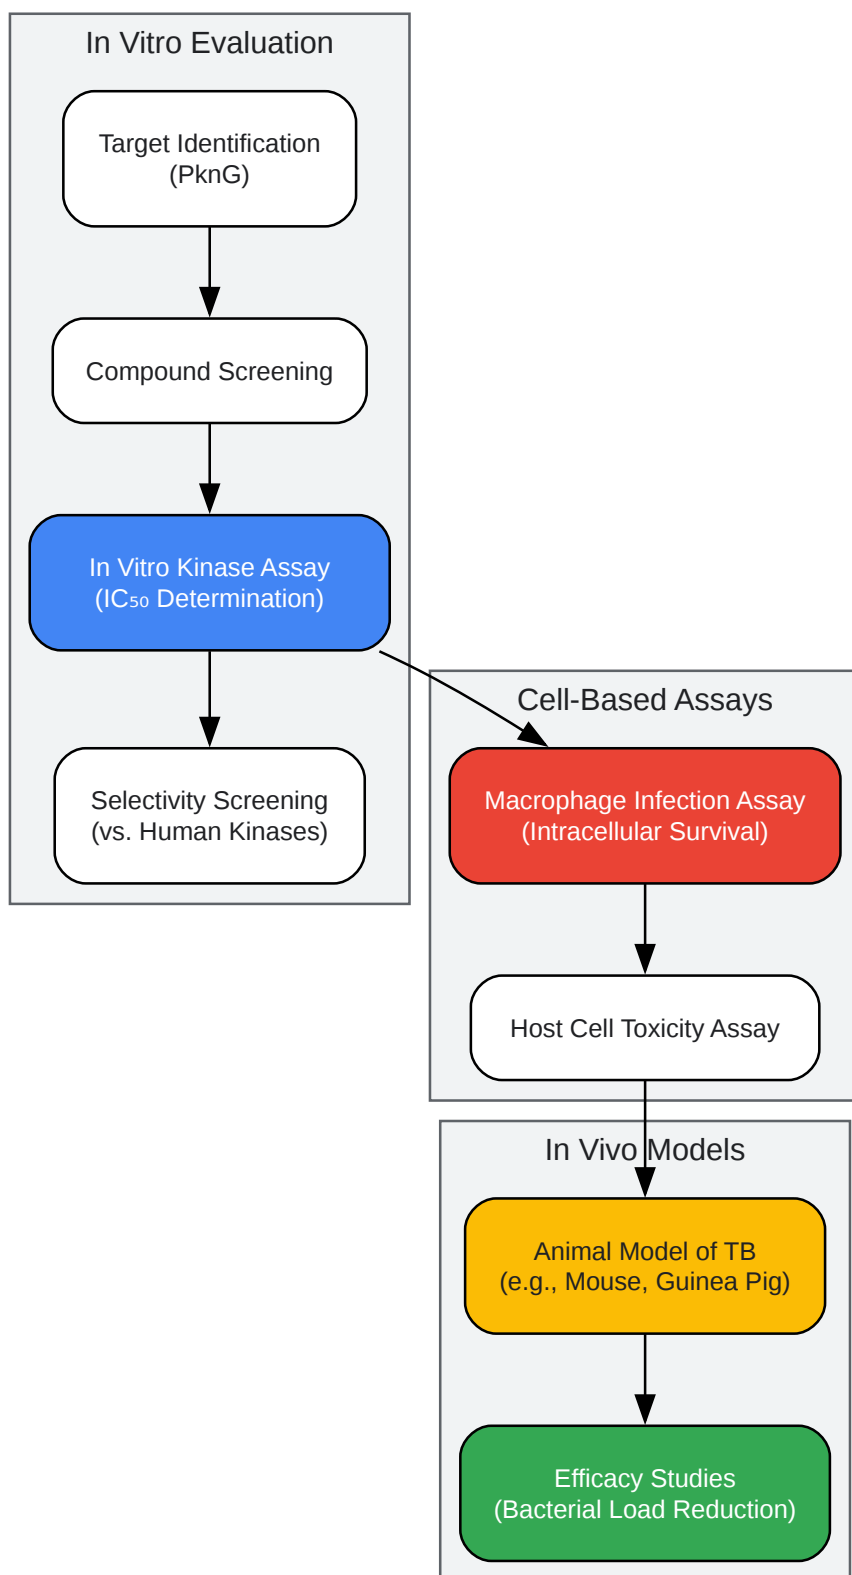 In Vitro Evaluation
Target Identification
(PknG)
Compound Screening
In Vitro Kinase Assay
(IC₅₀ Determination)
Selectivity Screening
(vs. Human Kinases)
Cell-Based Assays
Macrophage Infection Assay
(Intracellular Survival)
Host Cell Toxicity Assay
In Vivo Models
Animal Model of TB
(e.g., Mouse, Guinea Pig)
Efficacy Studies
(Bacterial Load Reduction)